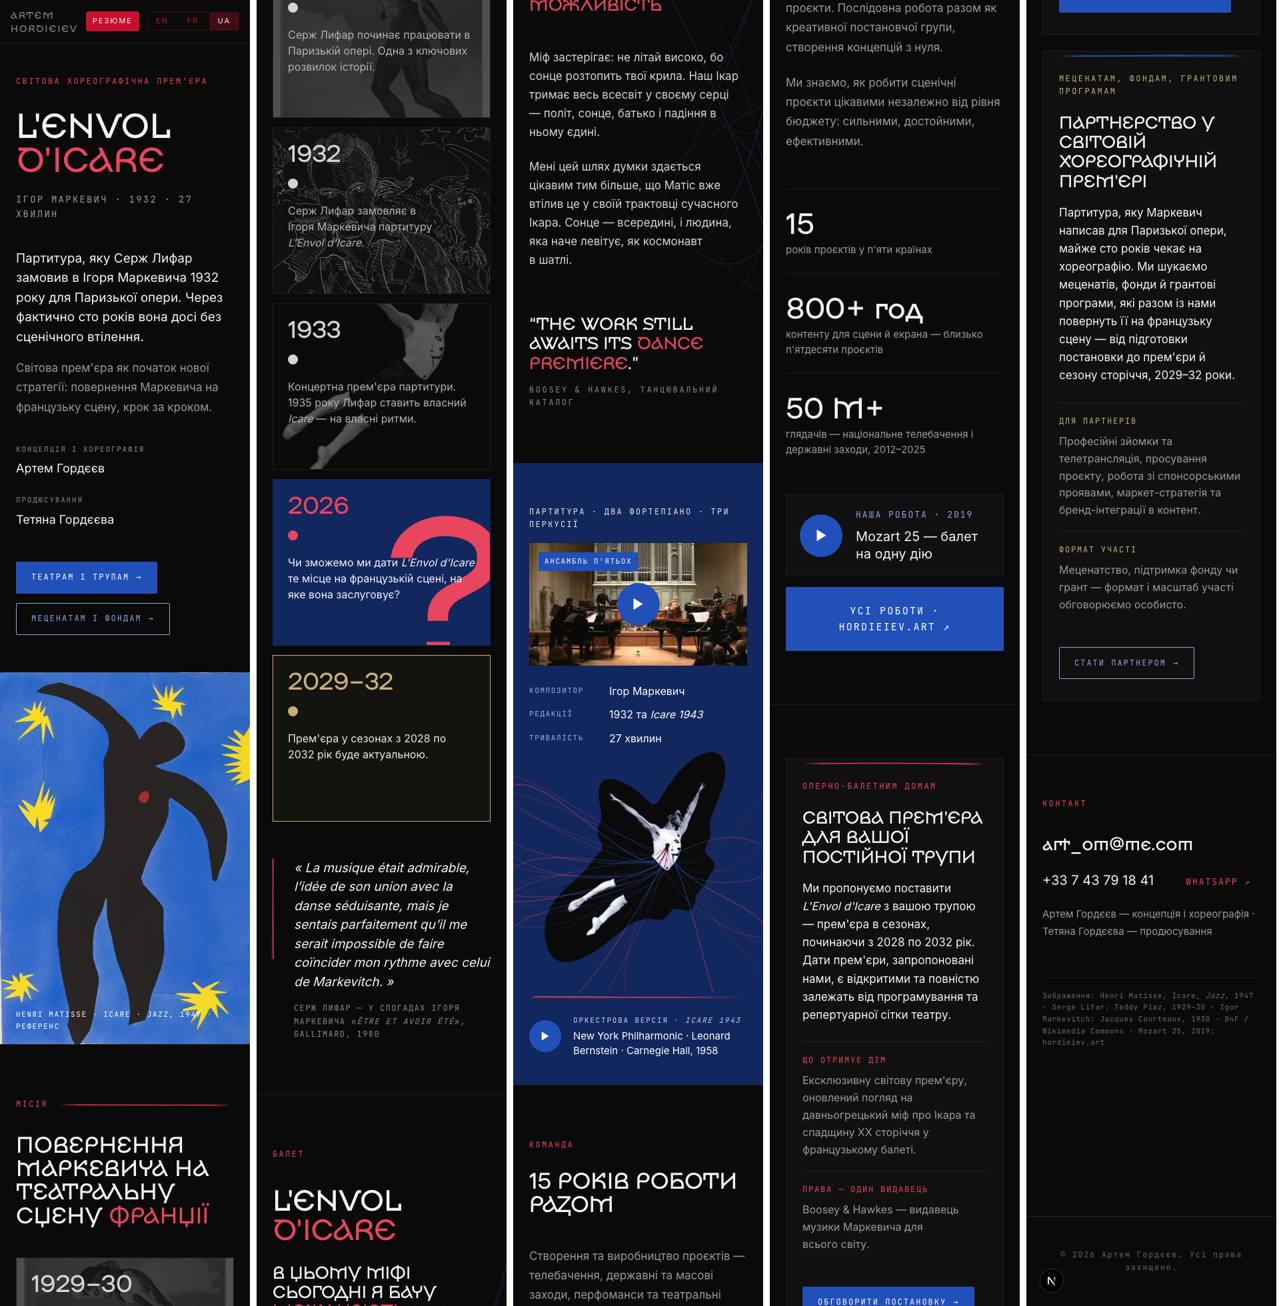 ARTEM
HORDIEIEV
РЕЗЮМЕ
EN FR UA
СВІТОВА ХОРЕОГРАФІЧНА ПРЕМ'ЄРА
L'ENVOL
D'ICARE
ІГОР МАРКЕВИЧ · 1932 · 27
ХВИЛИН
Партитура, яку Серж Лифар
замовив в Ігоря Маркевича 1932
року для Паризької опери. Через
фактично сто років вона досі без
сценічного втілення.
Світова прем'єра як початок нової
стратегії: повернення Маркевича на
французьку сцену, крок за кроком.
КОНЦЕПЦІЯ І ХОРЕОГРАФІЯ
Артем Гордєєв
ПРОДЮСУВАННЯ
Тетяна Гордєєва
ТЕАТРАМ І ТРУПАМ →
МЕЦЕНАТАМ І ФОНДАМ →
HENRI MATISSE · ICARE · JAZZ, 1947 ·
РЕФЕРЕНС
МІСІЯ
ПОВЕРНЕННЯ
МАРКЕВИЧА НА
ТЕАТРАЛЬНУ
СЦЕНУ ФРАНЦІЇ
1929–30
Серж Лифар починає працювати в
Паризькій опері. Одна з ключових
розвилок історії.
1932
Серж Лифар замовляє в
Ігоря Маркевича партитуру
L'Envol d'Icare.
1933
Концертна прем'єра партитури.
1935 року Лифар ставить власний
Icare — на власні ритми.
2026
Чи зможемо ми дати L'Envol d'Icare
те місце на французькій сцені, на
яке вона заслуговує?
?
2029–32
Прем'єра у сезонах з 2028 по
2032 рік буде актуальною.
« La musique était admirable,
l'idée de son union avec la
danse séduisante, mais je
sentais parfaitement qu'il me
serait impossible de faire
coïncider mon rythme avec celui
de Markevitch. »
СЕРЖ ЛИФАР — У СПОГАДАХ ІГОРЯ
МАРКЕВИЧА «ÊTRE ET AVOIR ÉTÉ»,
GALLIMARD, 1980
БАЛЕТ
L'ENVOL
D'ICARE
В ЦЬОМУ МІФІ
СЬОГОДНІ Я БАЧУ
МОЖЛИВІСТЬ
Міф застерігає: не літай високо, бо
сонце розтопить твої крила. Наш Ікар
тримає весь всесвіт у своєму серці
— політ, сонце, батько і падіння в
ньому єдині.
Мені цей шлях думки здається
цікавим тим більше, що Матіс вже
втілив це у своїй трактовці сучасного
Ікара. Сонце — всередині, і людина,
яка наче левітує, як космонавт
в шатлі.
"THE WORK STILL
AWAITS ITS DANCE
PREMIERE."
BOOSEY & HAWKES, ТАНЦЮВАЛЬНИЙ
КАТАЛОГ
ПАРТИТУРА · ДВА ФОРТЕПІАНО · ТРИ
ПЕРКУСІЇ
АНСАМБЛЬ П'ЯТЬОХ
КОМПОЗИТОР Ігор Маркевич
РЕДАКЦІЇ 1932 та Icare 1943
ТРИВАЛІСТЬ 27 хвилин
ОРКЕСТРОВА ВЕРСІЯ · ICARE 1943
New York Philharmonic · Leonard
Bernstein · Carnegie Hall, 1958
КОМАНДА
15 РОКІВ РОБОТИ
РАЗОМ
Створення та виробництво проєктів —
телебачення, державні та масові
заходи, перфоманси та театральні
проєкти. Послідовна робота разом як
креативної постановчої групи,
створення концепцій з нуля.
Ми знаємо, як робити сценічні
проєкти цікавими незалежно від рівня
бюджету: сильними, достойними,
ефективними.
15
років проєктів у п'яти країнах
800+ год
контенту для сцени й екрана — близько
п'ятдесяти проєктів
50 М+
глядачів — національне телебачення і
державні заходи, 2012–2025
НАША РОБОТА · 2019
Mozart 25 — балет
на одну дію
УСІ РОБОТИ ·
HORDIEIEV.ART ↗
ОПЕРНО-БАЛЕТНИМ ДОМАМ
СВІТОВА ПРЕМ'ЄРА
ДЛЯ ВАШОЇ
ПОСТІЙНОЇ ТРУПИ
Ми пропонуємо поставити
L'Envol d'Icare з вашою трупою
— прем'єра в сезонах,
починаючи з 2028 по 2032 рік.
Дати прем'єри, запропоновані
нами, є відкритими та повністю
залежать від програмування та
репертуарної сітки театру.
ЩО ОТРИМУЄ ДІМ
Ексклюзивну світову прем'єру,
оновлений погляд на
давньогрецький міф про Ікара та
спадщину XX сторіччя у
французькому балеті.
ПРАВА — ОДИН ВИДАВЕЦЬ
Boosey & Hawkes — видавець
музики Маркевича для
всього світу.
ОБГОВОРИТИ ПОСТАНОВКУ →
МЕЦЕНАТАМ, ФОНДАМ, ГРАНТОВИМ
ПРОГРАМАМ
ПАРТНЕРСТВО У
СВІТОВІЙ
ХОРЕОГРАФІЧНІЙ
ПРЕМ'ЄРІ
Партитура, яку Маркевич
написав для Паризької опери,
майже сто років чекає на
хореографію. Ми шукаємо
меценатів, фонди й грантові
програми, які разом із нами
повернуть її на французьку
сцену — від підготовки
постановки до прем'єри й
сезону сторіччя, 2029–32 роки.
ДЛЯ ПАРТНЕРІВ
Професійні зйомки та
телетрансляція, просування
проєкту, робота зі спонсорськими
проявами, маркет-стратегія та
бренд-інтеграції в контент.
ФОРМАТ УЧАСТІ
Меценатство, підтримка фонду чи
грант — формат і масштаб участі
обговорюємо особисто.
СТАТИ ПАРТНЕРОМ →
КОНТАКТ
art_om@me.com
+33 7 43 79 18 41 WHATSAPP ↗
Артем Гордєєв — концепція і хореографія ·
Тетяна Гордєєва — продюсування
Зображення: Henri Matisse, Icare, Jazz, 1947
· Serge Lifar: Teddy Piaz, 1929–30 · Igor
Markevitch: Jacques Courteaux, 1930 · BnF /
Wikimedia Commons · Mozart 25, 2019:
hordieiev.art
© 2026 Артем Гордєєв. Усі права
захищено.
N